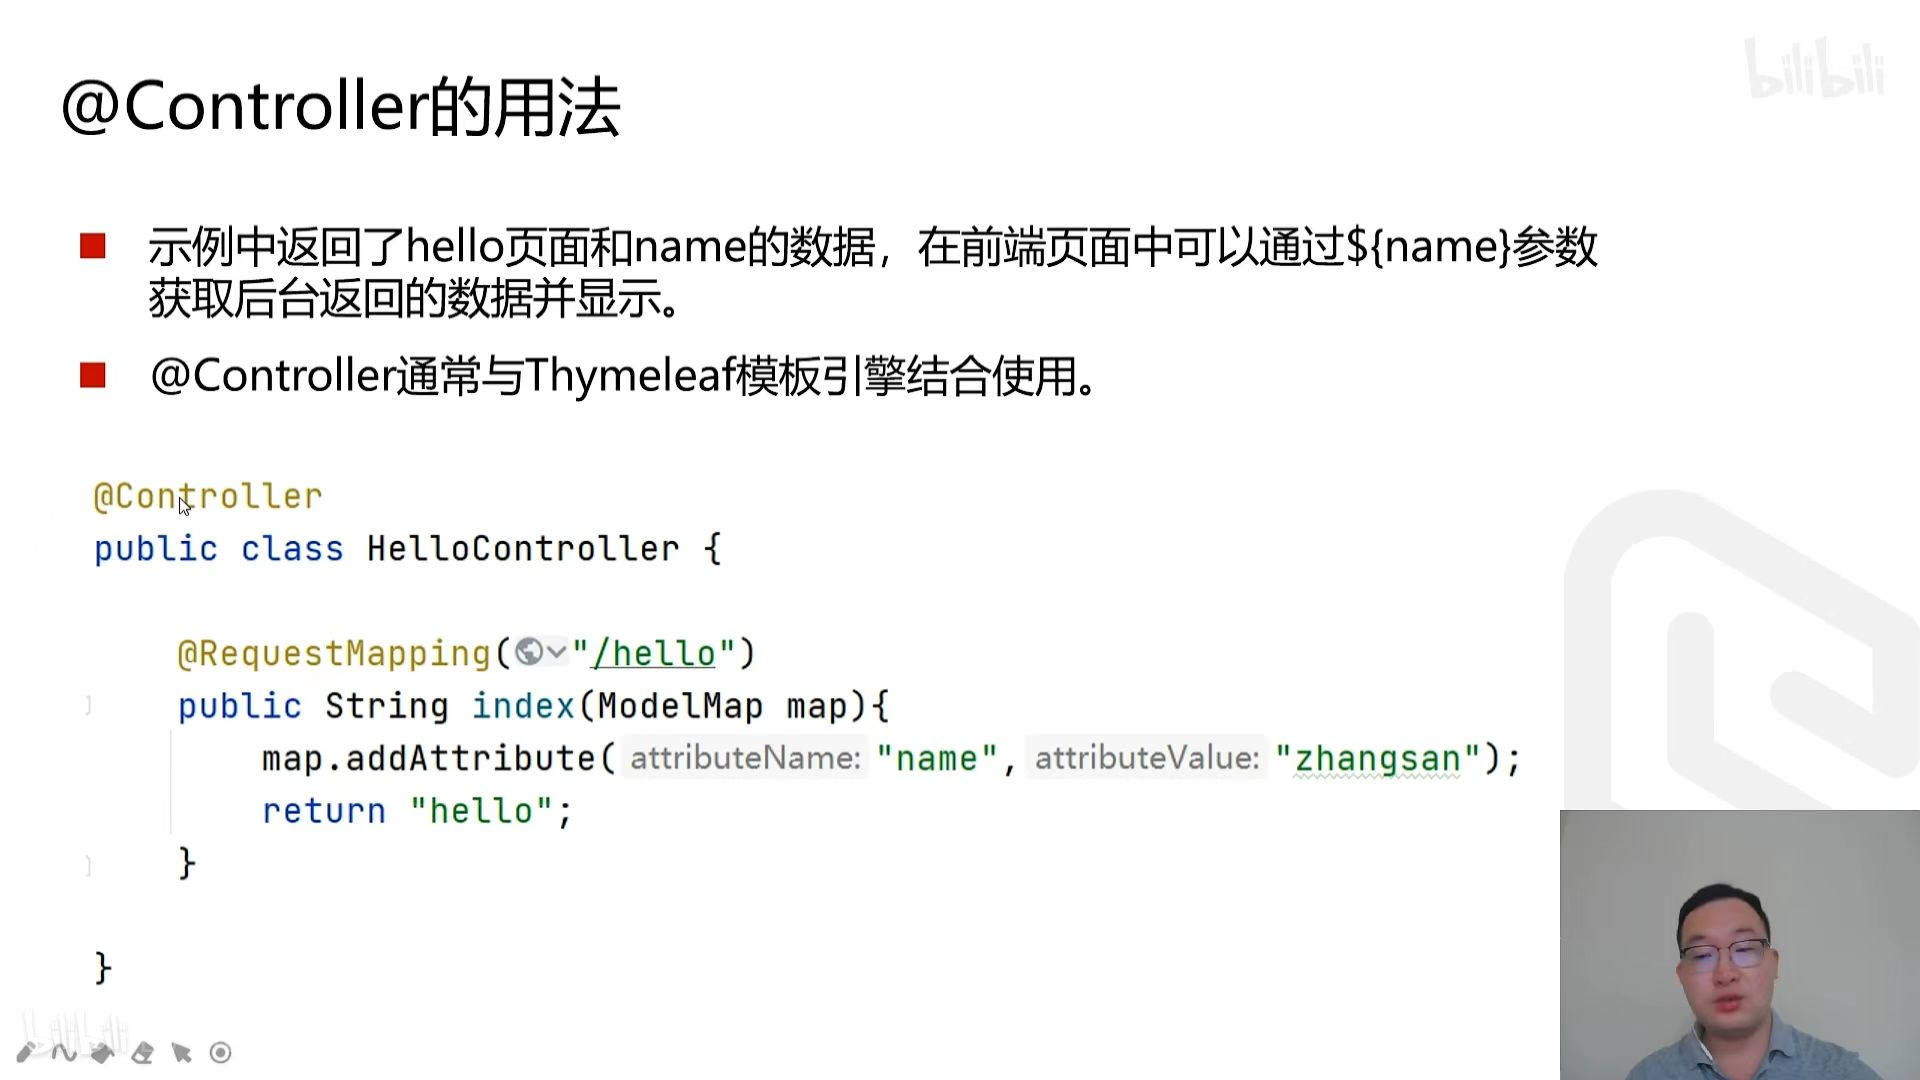 bilibili
@Controller的用法
示例中返回了hello页面和name的数据，在前端页面中可以通过${name}参数
获取后台返回的数据并显示。
@Controller通常与Thymeleaf模板引擎结合使用。
@Controller
public class HelloController {
@RequestMapping("/hello")
public String index(ModelMap map){
map.addAttribute( attributeName: "name", attributeValue: "zhangsan");
return "hello";
}
}
bilibili